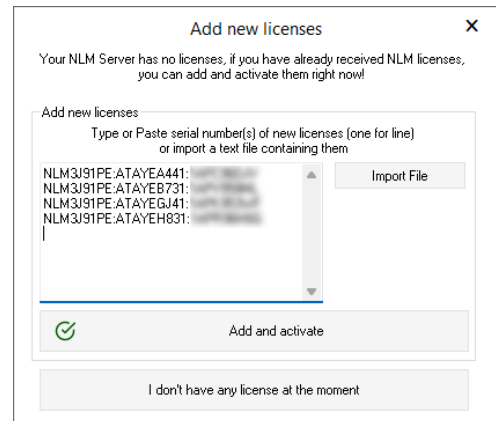 Add new licenses
Your NLM Server has no licenses, if you have already received NLM licenses,
you can add and activate them right now!
Add new licenses
Type or Paste serial number(s) of new licenses (one for line)
or import a text file containing them
NLM3J91PE:ATAYEA441:
NLM3J91PE:ATAYEB731:
NLM3J91PE:ATAYEGJ41:
NLM3J91PE:ATAYEH831:
Import File
Add and activate
I don't have any license at the moment